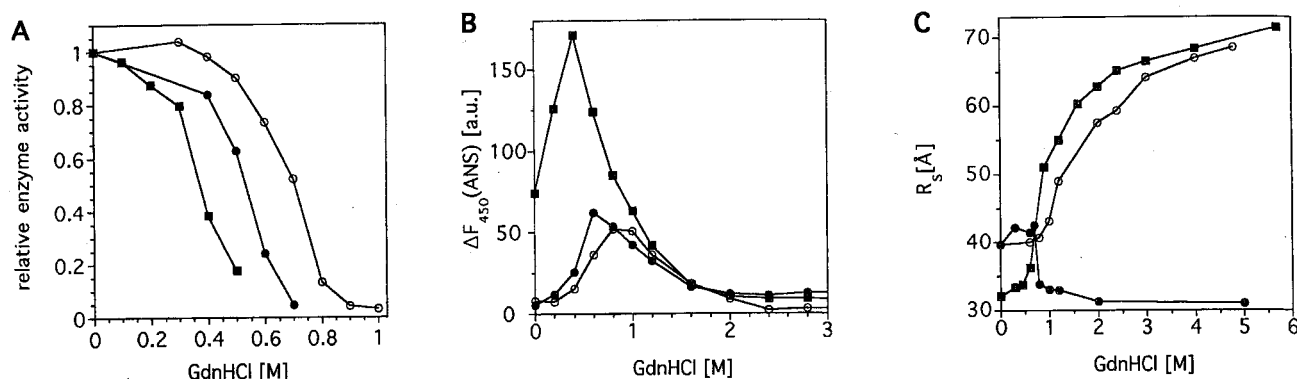 A
relative enzyme activity
1
0.8
0.6
0.4
0.2
0
0 0.2 0.4 0.6 0.8 1
GdnHCl [M]
B
ΔF450(ANS) [a.u.]
150
100
50
0
0 1 2 3
GdnHCl [M]
C
RS[Å]
70
60
50
40
30
0 1 2 3 4 5 6
GdnHCl [M]